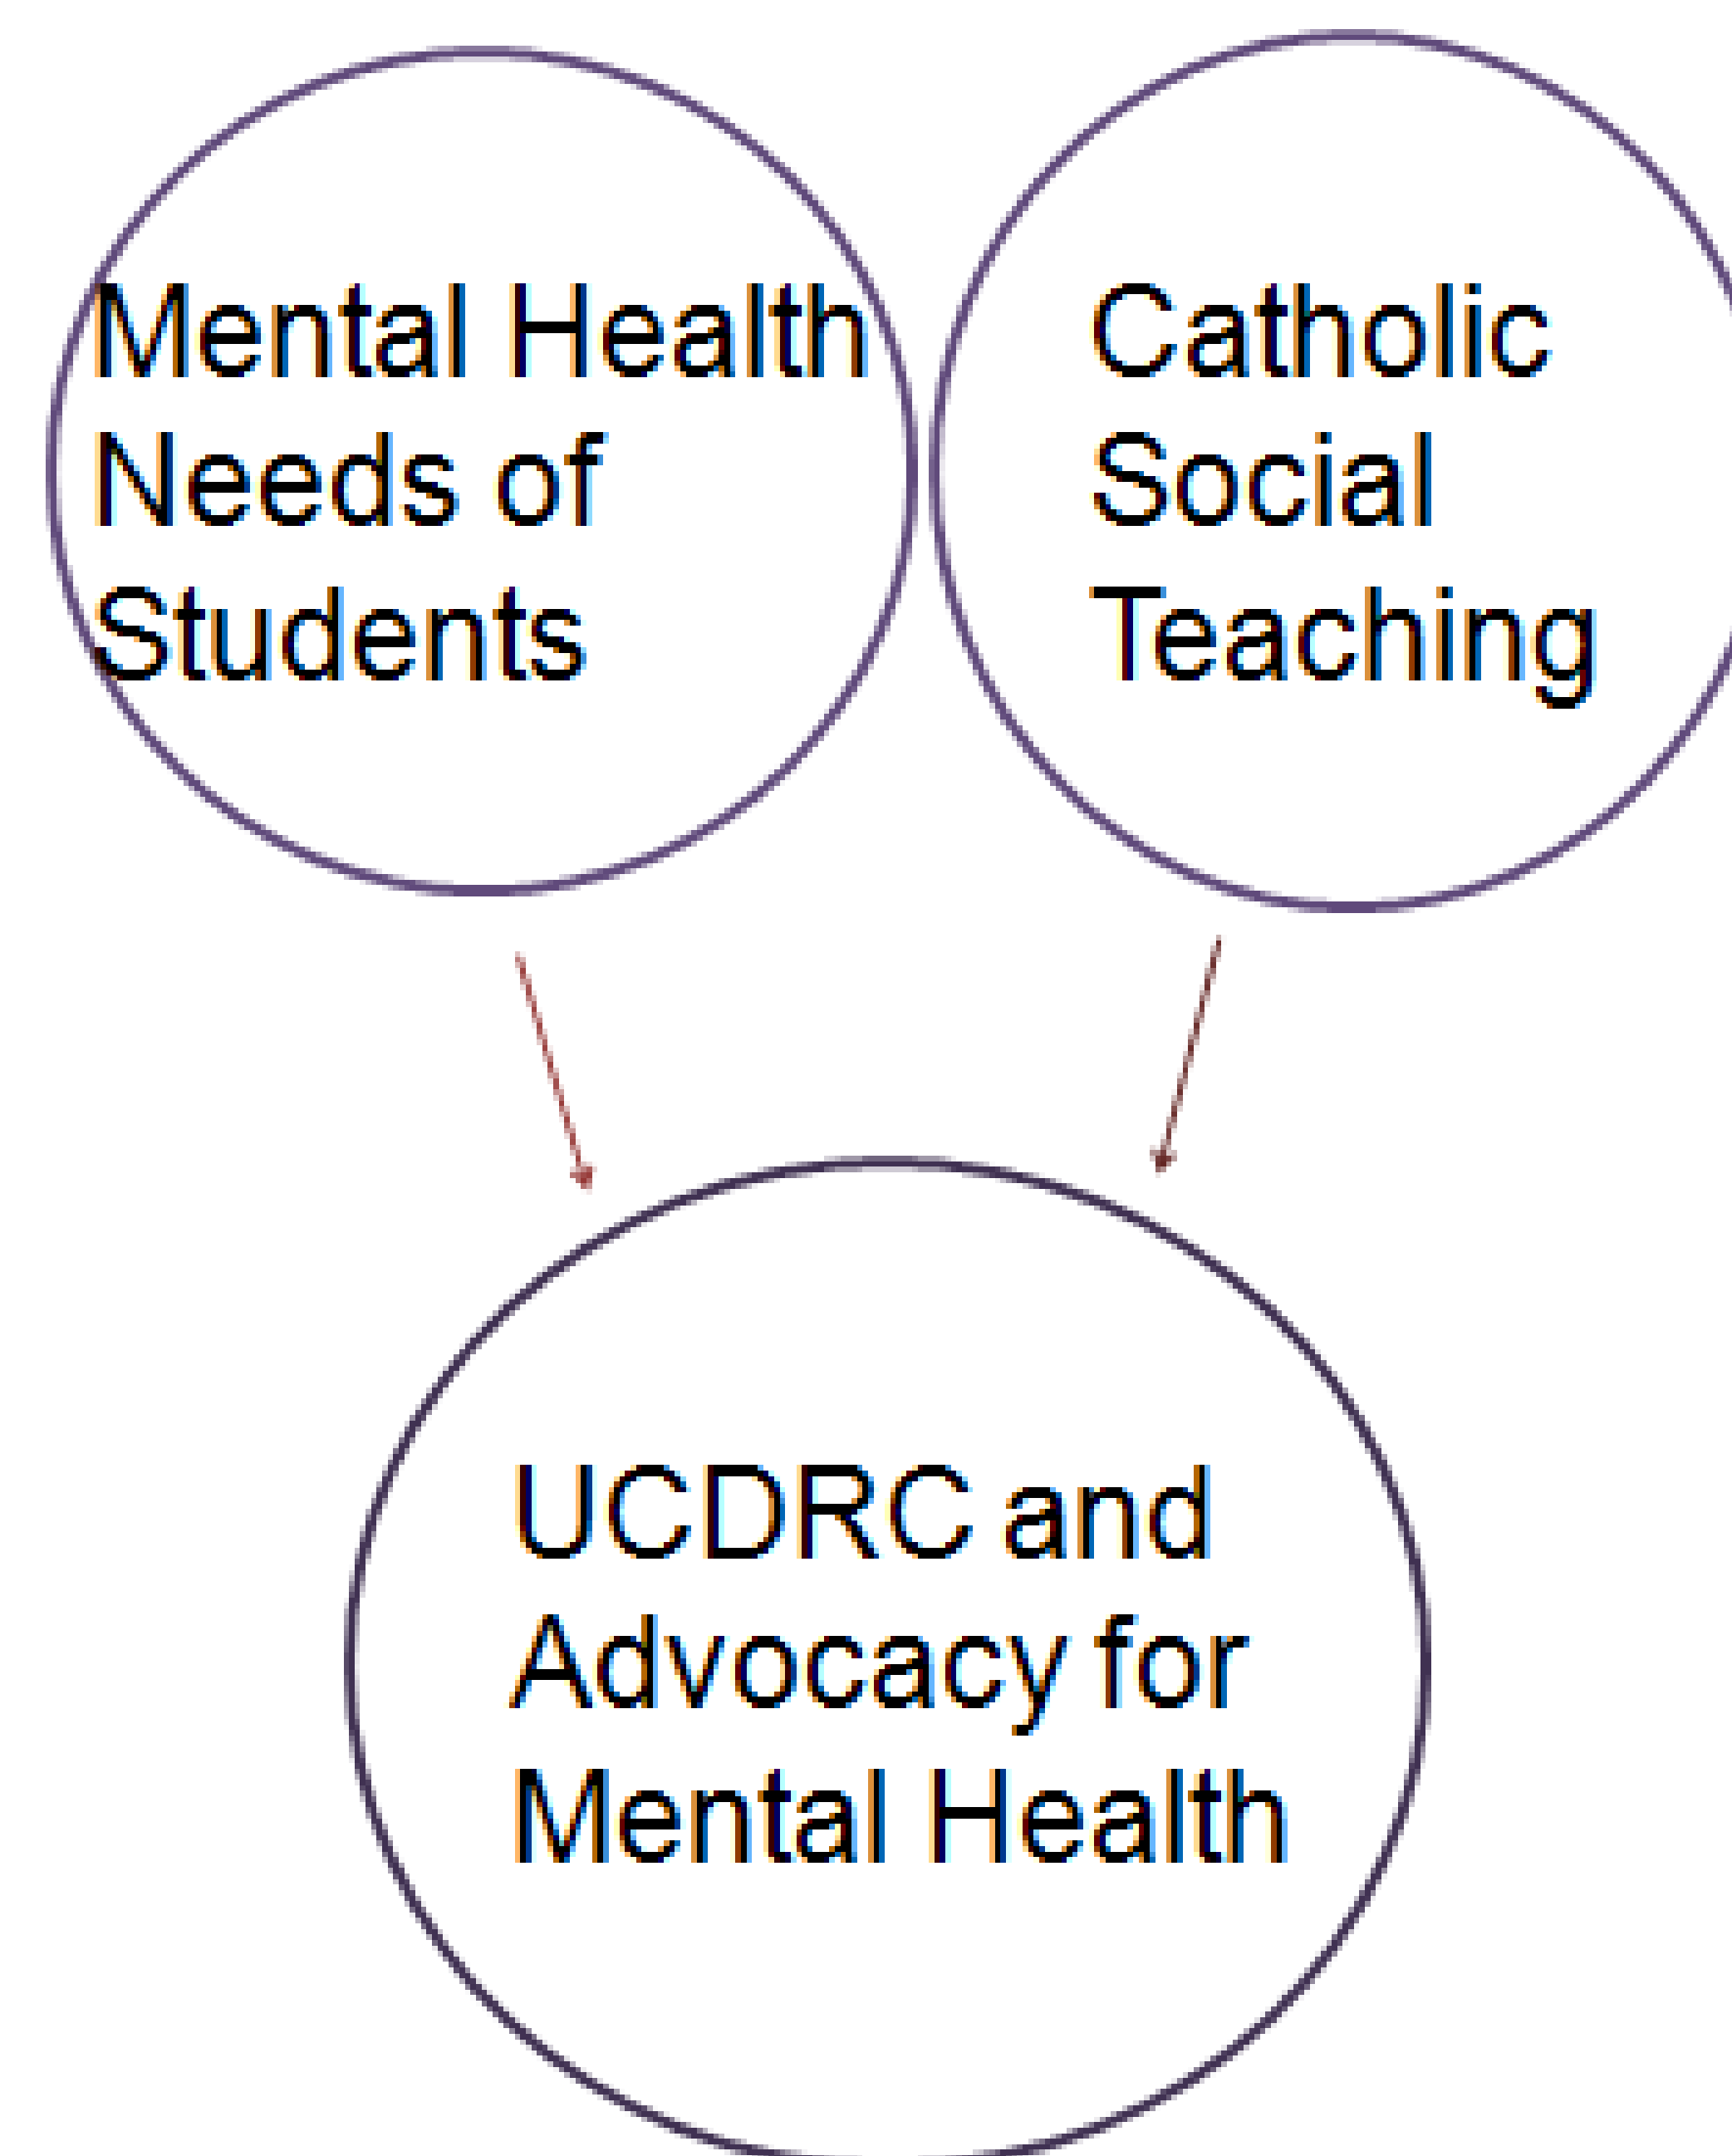 Mental Health
Needs of
Students
Catholic
Social
Teaching
UCDRC and
Advocacy for
Mental Health